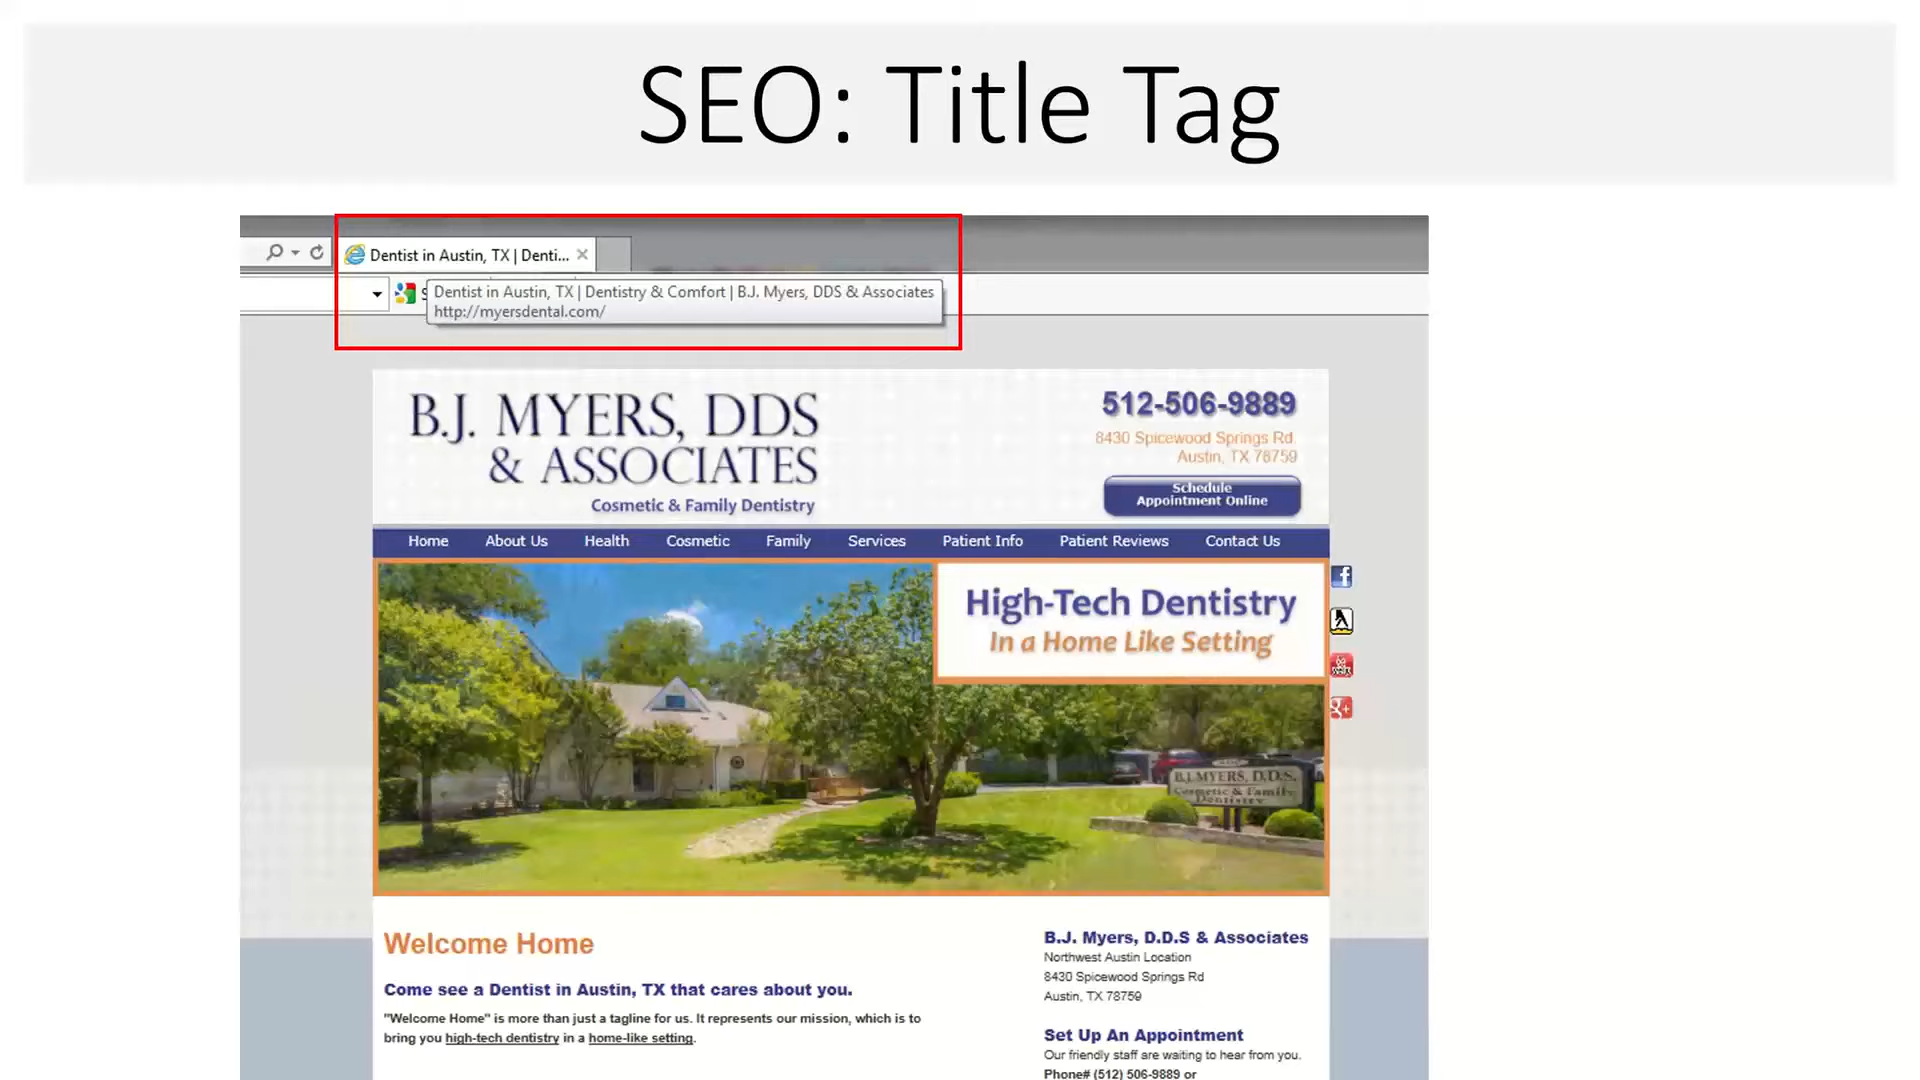 SEO: Title Tag
Dentist in Austin, TX | Denti...
Dentist in Austin, TX | Dentistry & Comfort | B.J. Myers, DDS & Associates
http://myersdental.com/
B.J. MYERS, DDS
& ASSOCIATES
Cosmetic & Family Dentistry
512-506-9889
8430 Spicewood Springs Rd.
Austin, TX 78759
Schedule
Appointment Online
Home About Us Health Cosmetic Family Services Patient Info Patient Reviews Contact Us
High-Tech Dentistry
In a Home Like Setting
B.J. MYERS, D.D.S.
Cosmetic & Family
Dentistry
Welcome Home
Come see a Dentist in Austin, TX that cares about you.
"Welcome Home" is more than just a tagline for us. It represents our mission, which is to
bring you high-tech dentistry in a home-like setting.
B.J. Myers, D.D.S & Associates
Northwest Austin Location
8430 Spicewood Springs Rd
Austin, TX 78759
Set Up An Appointment
Our friendly staff are waiting to hear from you.
Phone# (512) 506-9889 or